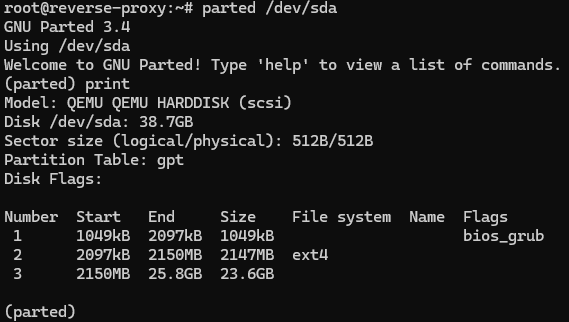 root@reverse-proxy:~# parted /dev/sda
GNU Parted 3.4
Using /dev/sda
Welcome to GNU Parted! Type 'help' to view a list of commands.
(parted) print
Model: QEMU QEMU HARDDISK (scsi)
Disk /dev/sda: 38.7GB
Sector size (logical/physical): 512B/512B
Partition Table: gpt
Disk Flags:

Number  Start   End     Size    File system  Name  Flags
 1      1049kB  2097kB  1049kB                     bios_grub
 2      2097kB  2150MB  2147MB  ext4
 3      2150MB  25.8GB  23.6GB

(parted)